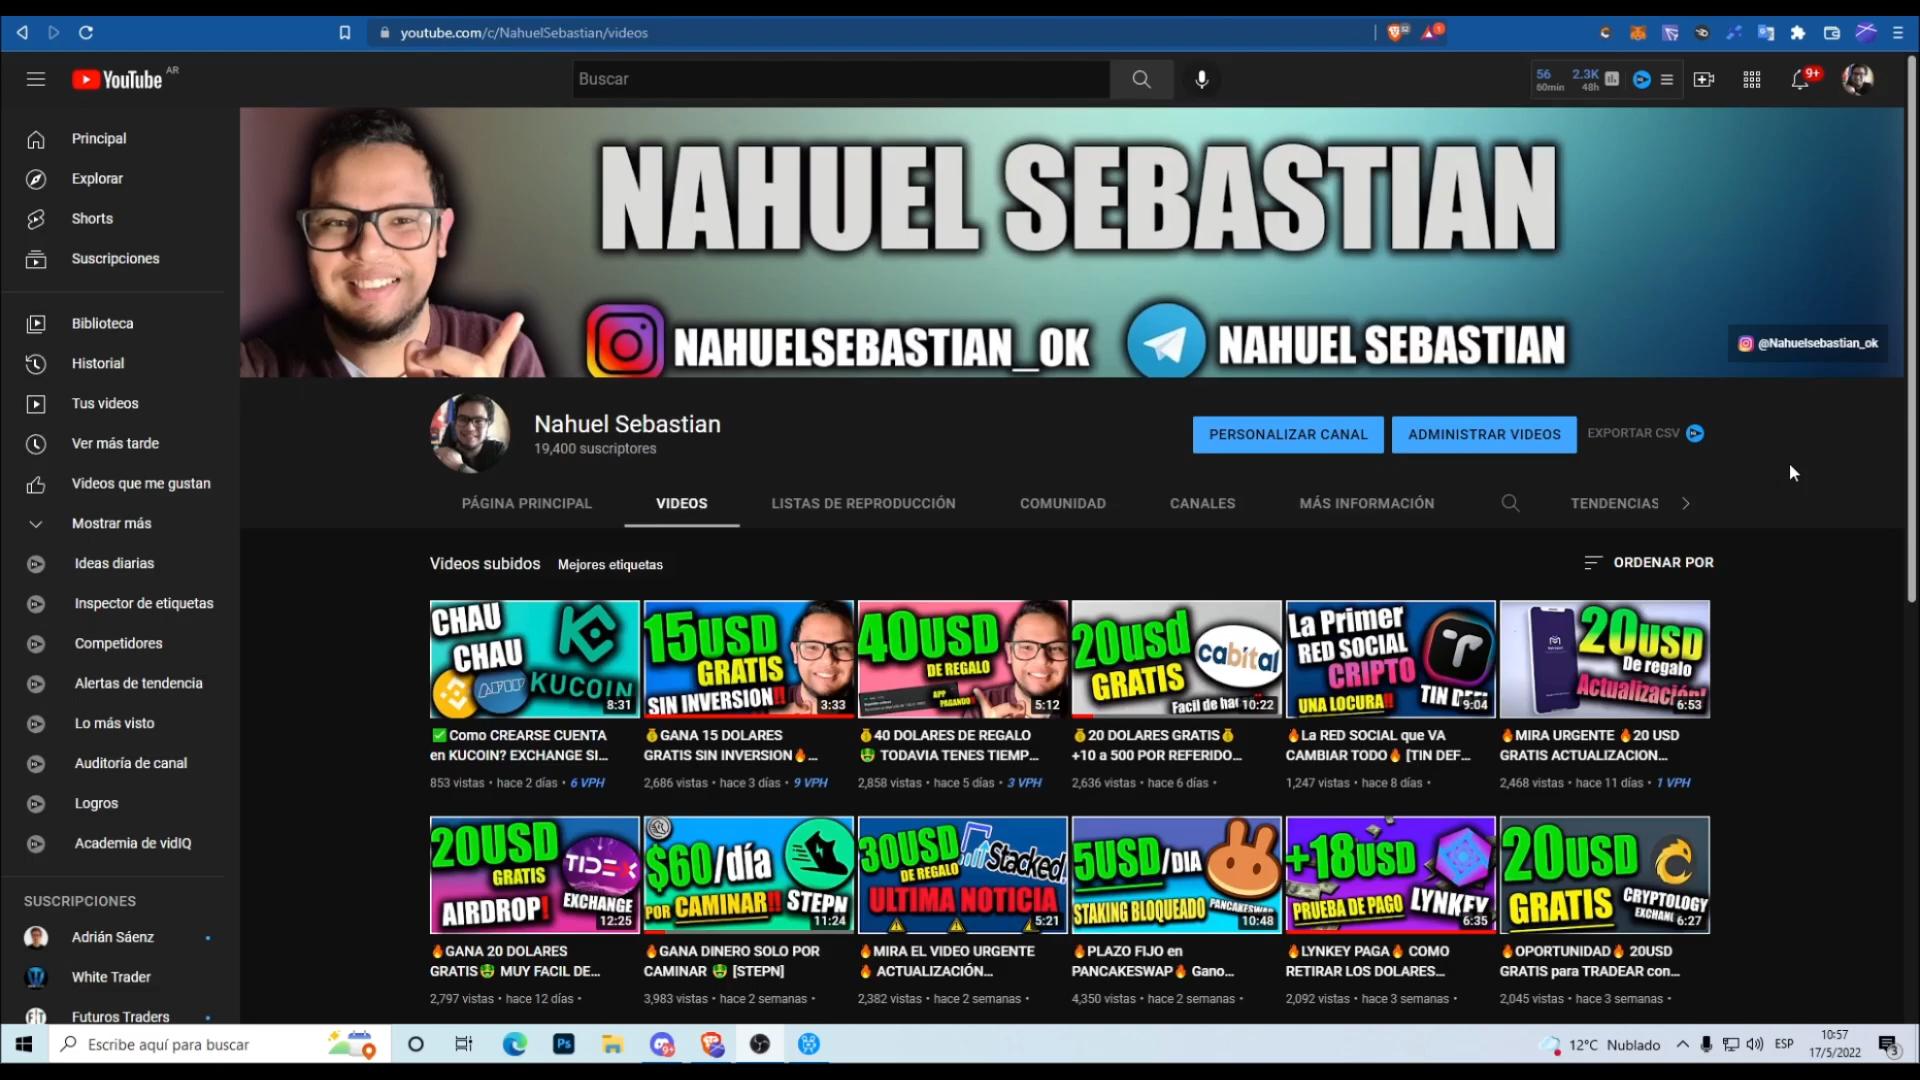 youtube.com/c/NahuelSebastian/videos
YouTube AR
Buscar
56
60min
2.3K
48h
9+
Principal
Explorar
Shorts
Suscripciones
Biblioteca
Historial
Tus videos
Ver más tarde
Videos que me gustan
Mostrar más
Ideas diarias
Inspector de etiquetas
Competidores
Alertas de tendencia
Lo más visto
Auditoría de canal
Logros
Academia de vidIQ
SUSCRIPCIONES
Adrián Sáenz
White Trader
Futuros Traders
NAHUEL SEBASTIAN
NAHUELSEBASTIAN_OK
NAHUEL SEBASTIAN
@Nahuelsebastian_ok
Nahuel Sebastian
19,400 suscriptores
PERSONALIZAR CANAL
ADMINISTRAR VIDEOS
EXPORTAR CSV
PÁGINA PRINCIPAL
VIDEOS
LISTAS DE REPRODUCCIÓN
COMUNIDAD
CANALES
MÁS INFORMACIÓN
TENDENCIAS
Videos subidos
Mejores etiquetas
ORDENAR POR
CHAU
CHAU
AFIP
KUCOIN
8:31
✅Como CREARSE CUENTA
en KUCOIN? EXCHANGE SI...
853 vistas • hace 2 días • 6 VPH
15USD
GRATIS
SIN INVERSION!!
3:33
💰GANA 15 DOLARES
GRATIS SIN INVERSION🔥...
2,686 vistas • hace 3 días • 9 VPH
40USD
DE REGALO
APP
PAGANDO!!
5:12
💰40 DOLARES DE REGALO
🤑 TODAVIA TENES TIEMP...
2,858 vistas • hace 5 días • 3 VPH
20usd
GRATIS
cabital
Facil de
10:22
💰20 DOLARES GRATIS💰
+10 a 500 POR REFERIDO...
2,636 vistas • hace 6 días •
La Primer
RED SOCIAL
CRIPTO
UNA LOCURA!!
TIN
9:04
🔥La RED SOCIAL que VA
CAMBIAR TODO🔥 [TIN DEF...
1,247 vistas • hace 8 días •
20USD
De regalo
Actualización!
6:53
🔥MIRA URGENTE 🔥20 USD
GRATIS ACTUALIZACION...
2,468 vistas • hace 11 días • 1 VPH
20USD
GRATIS
AIRDROP!
TIDEX
EXCHANGE
12:25
🔥GANA 20 DOLARES
GRATIS🤑 MUY FACIL DE...
2,797 vistas • hace 12 días •
$60/día
por CAMINAR!!
STEPN
11:24
🔥GANA DINERO SOLO POR
CAMINAR 🤑 [STEPN]
3,983 vistas • hace 2 semanas •
30USD
DE REGALO
Stacked!
ULTIMA NOTICIA
5:21
🔥MIRA EL VIDEO URGENTE
🔥 ACTUALIZACIÓN...
2,382 vistas • hace 2 semanas •
5USD/DIA
STAKING BLOQUEADO
PANCAKESWAP
10:48
🔥PLAZO FIJO en
PANCAKESWAP🔥 Gano...
4,350 vistas • hace 2 semanas •
+18USD
PRUEBA DE PAGO
LYNKEY
6:35
🔥LYNKEY PAGA🔥 COMO
RETIRAR LOS DOLARES...
2,092 vistas • hace 3 semanas •
20USD
GRATIS
CRYPTOLOGY
6:27
🔥OPORTUNIDAD🔥 20USD
GRATIS para TRADEAR con...
2,045 vistas • hace 3 semanas •
Escribe aquí para buscar
Ps
12°C Nublado
ESP
10:57
17/5/2022
3